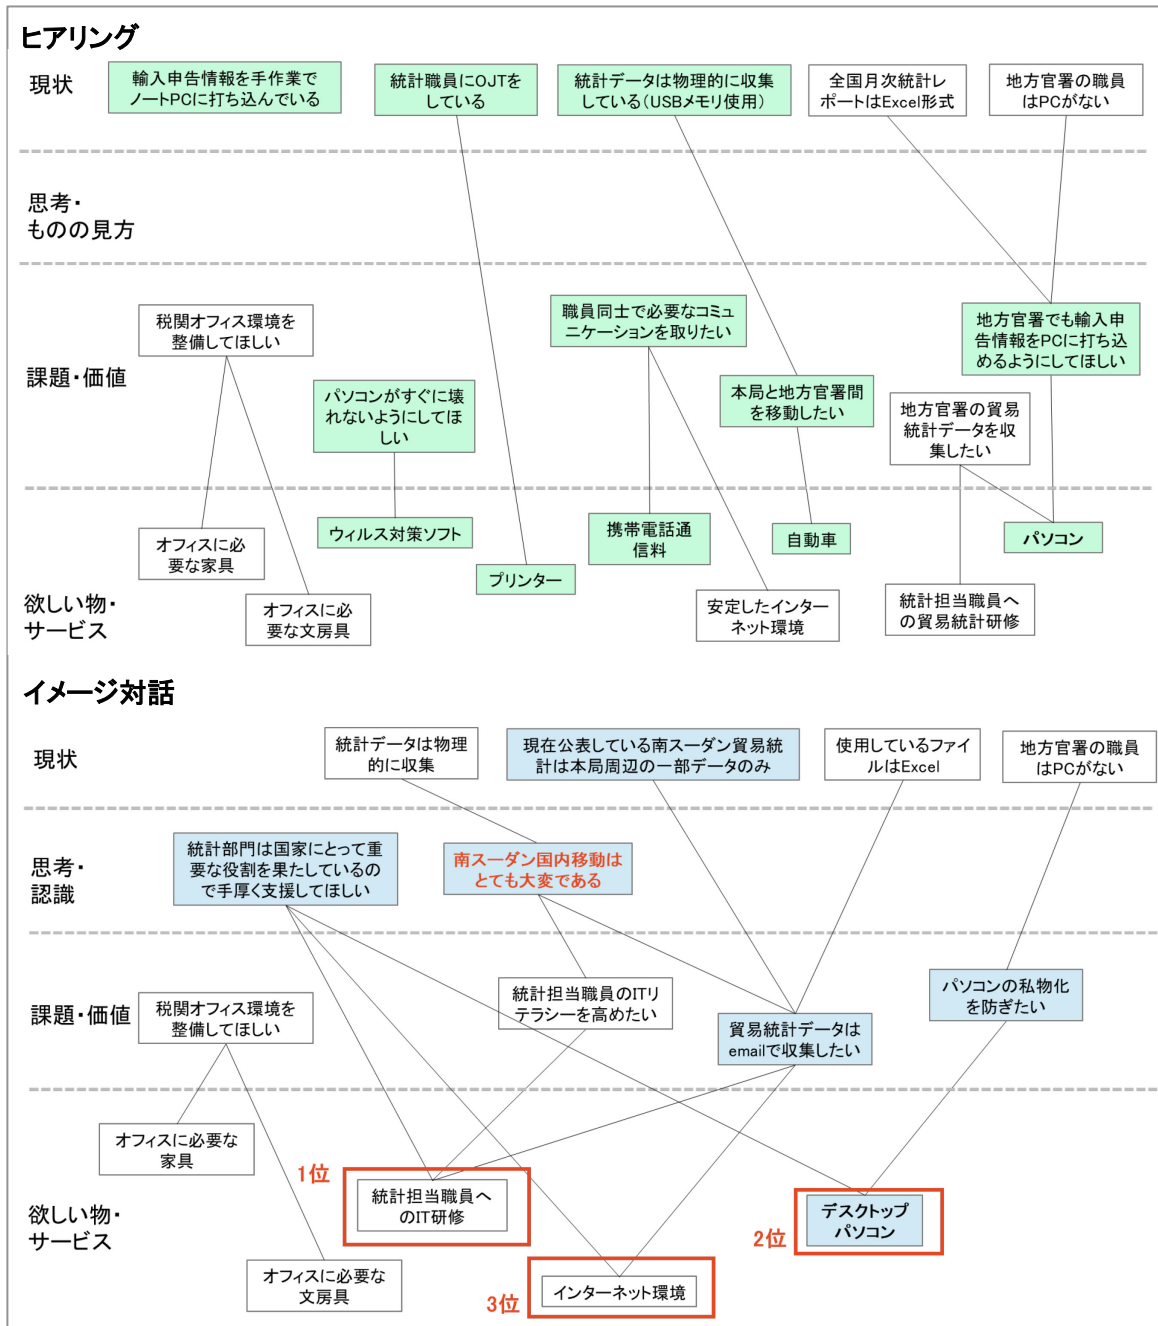 ヒアリング
現状
輸入申告情報を手作業で
ノートPCに打ち込んでいる
統計職員にOJTを
している
統計データは物理的に収集
している(USBメモリ使用)
全国月次統計レ
ポートはExcel形式
地方官署の職員
はPCがない
思考・
ものの見方
課題・価値
税関オフィス環境を
整備してほしい
パソコンがすぐに壊
れないようにしてほ
しい
職員同士で必要なコミュ
ニケーションを取りたい
本局と地方官署間
を移動したい
地方官署でも輸入申
告情報をPCに打ち込
めるようにしてほしい
地方官署の貿易
統計データを収
集したい
欲しい物・
サービス
オフィスに必
要な家具
オフィスに必
要な文房具
ウィルス対策ソフト
プリンター
携帯電話通
信料
安定したインター
ネット環境
自動車
統計担当職員へ
の貿易統計研修
パソコン
イメージ対話
現状
統計データは物理
的に収集
現在公表している南スーダン貿易統
計は本局周辺の一部データのみ
使用しているファイ
ルはExcel
地方官署の職員
はPCがない
思考・
認識
統計部門は国家にとって重
要な役割を果たしているの
で手厚く支援してほしい
南スーダン国内移動は
とても大変である
課題・価値
税関オフィス環境を
整備してほしい
統計担当職員のITリ
テラシーを高めたい
貿易統計データは
emailで収集したい
パソコンの私物化
を防ぎたい
欲しい物・
サービス
オフィスに必要な
家具
オフィスに必要な
文房具
1位
統計担当職員へ
のIT研修
3位
インターネット環境
2位
デスクトップ
パソコン